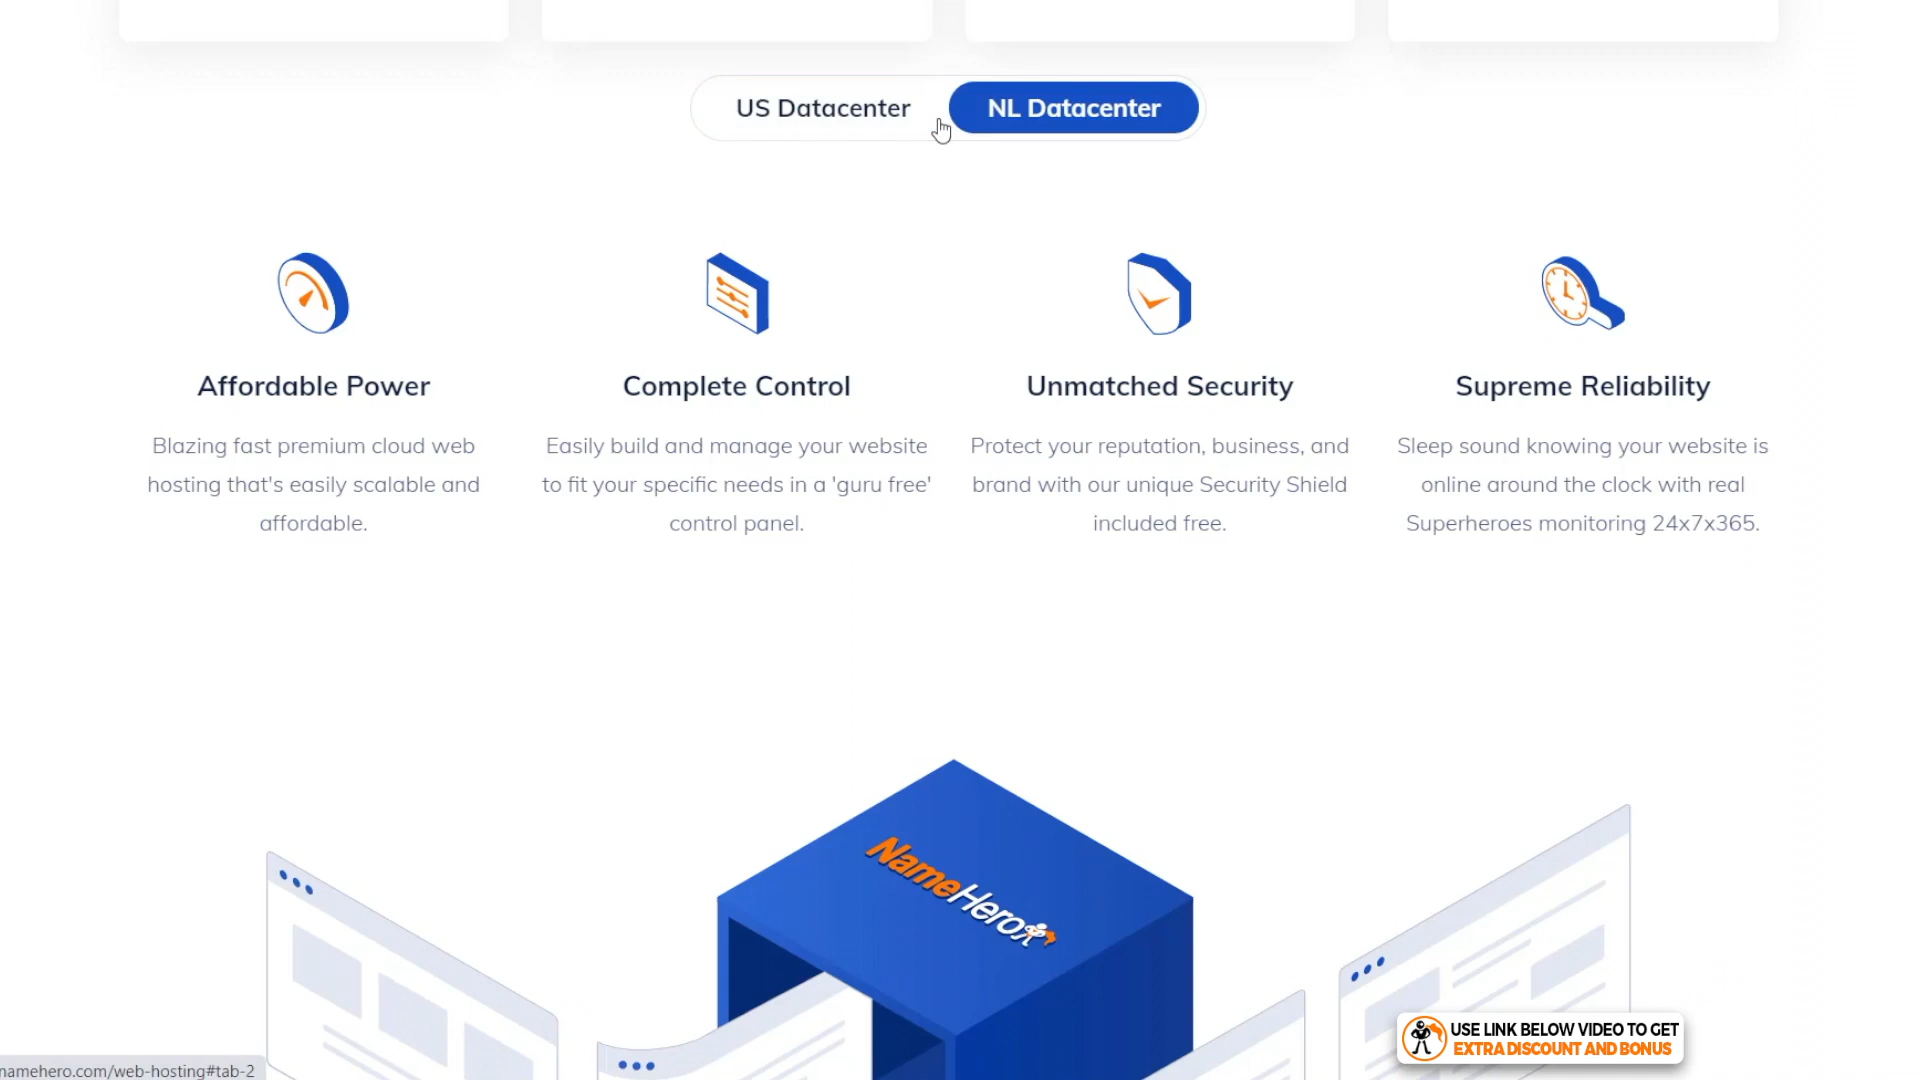 US Datacenter
NL Datacenter
Affordable Power
Blazing fast premium cloud web
hosting that's easily scalable and
affordable.
Complete Control
Easily build and manage your website
to fit your specific needs in a 'guru free'
control panel.
Unmatched Security
Protect your reputation, business, and
brand with our unique Security Shield
included free.
Supreme Reliability
Sleep sound knowing your website is
online around the clock with real
Superheroes monitoring 24x7x365.
NameHero
USE LINK BELOW VIDEO TO GET
EXTRA DISCOUNT AND BONUS
namehero.com/web-hosting#tab-2